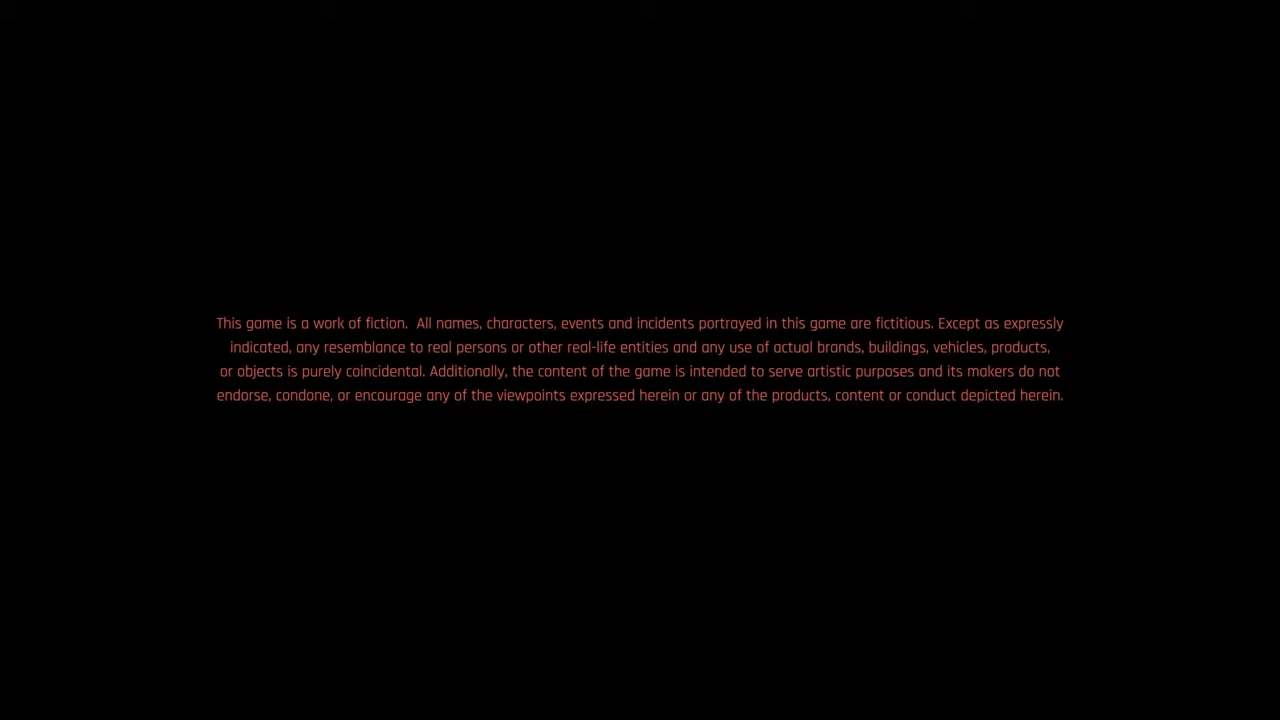 This game is a work of fiction.  All names, characters, events and incidents portrayed in this game are fictitious. Except as expressly
indicated, any resemblance to real persons or other real-life entities and any use of actual brands, buildings, vehicles, products,
or objects is purely coincidental. Additionally, the content of the game is intended to serve artistic purposes and its makers do not
endorse, condone, or encourage any of the viewpoints expressed herein or any of the products, content or conduct depicted herein.